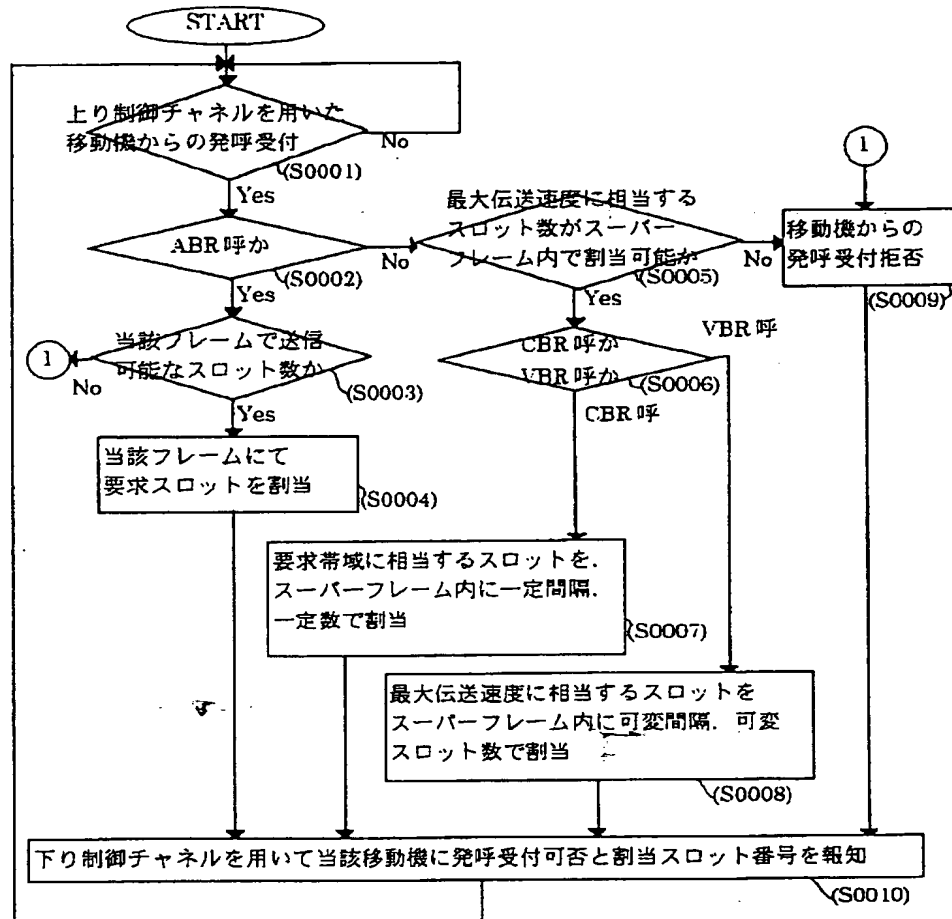 START
上り制御チャネルを用いた
移動機からの発呼受付
No
(S0001)
Yes
1
最大伝送速度に相当する
スロット数がスーパー
フレーム内で割当可能か
ABR呼か
No
(S0002)
No
(S0005)
移動機からの
発呼受付拒否
(S0009)
Yes
Yes
当該フレームで送信
可能なスロット数か
1
No
(S0003)
CBR呼か
VBR呼か
VBR呼
(S0006)
Yes
CBR呼
当該フレームにて
要求スロットを割当
(S0004)
要求帯域に相当するスロットを.
スーパーフレーム内に一定間隔.
一定数で割当
(S0007)
最大伝送速度に相当するスロットを
スーパーフレーム内に可変間隔.可変
スロット数で割当
(S0008)
下り制御チャネルを用いて当該移動機に発呼受付可否と割当スロット番号を報知
(S0010)